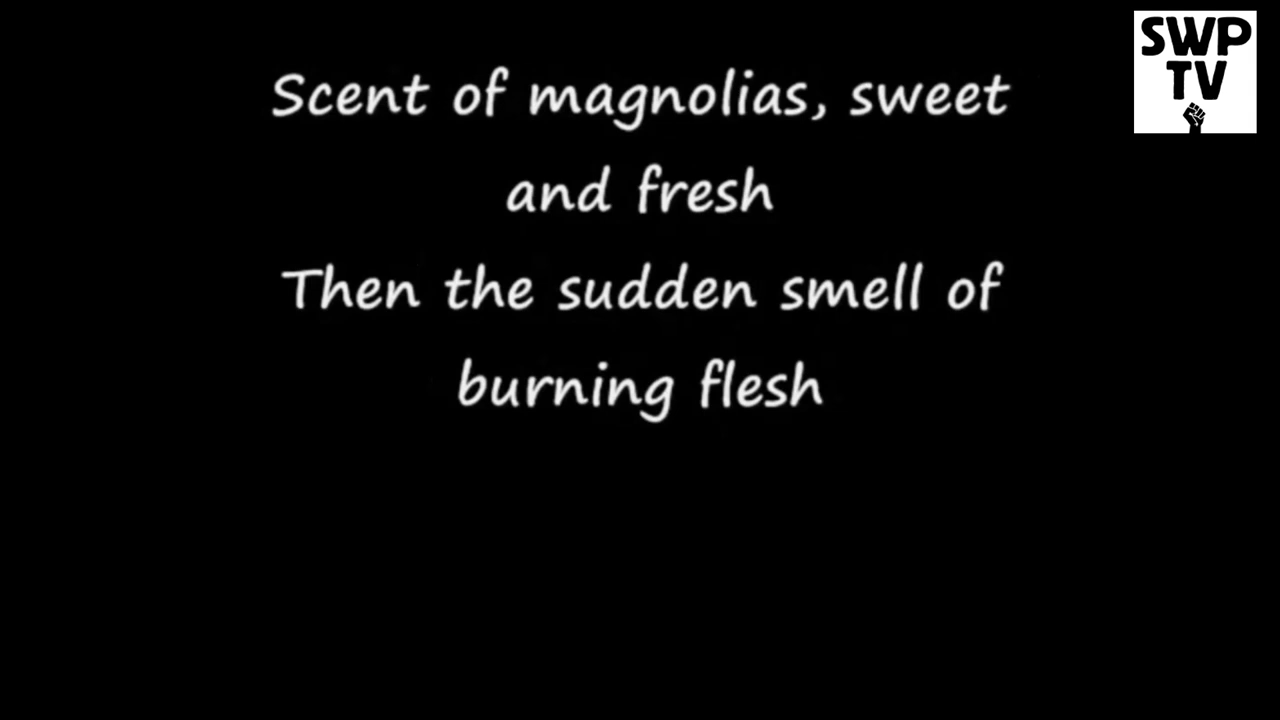 Scent of magnolias, sweet
and fresh
Then the sudden smell of
burning flesh
SWP
TV